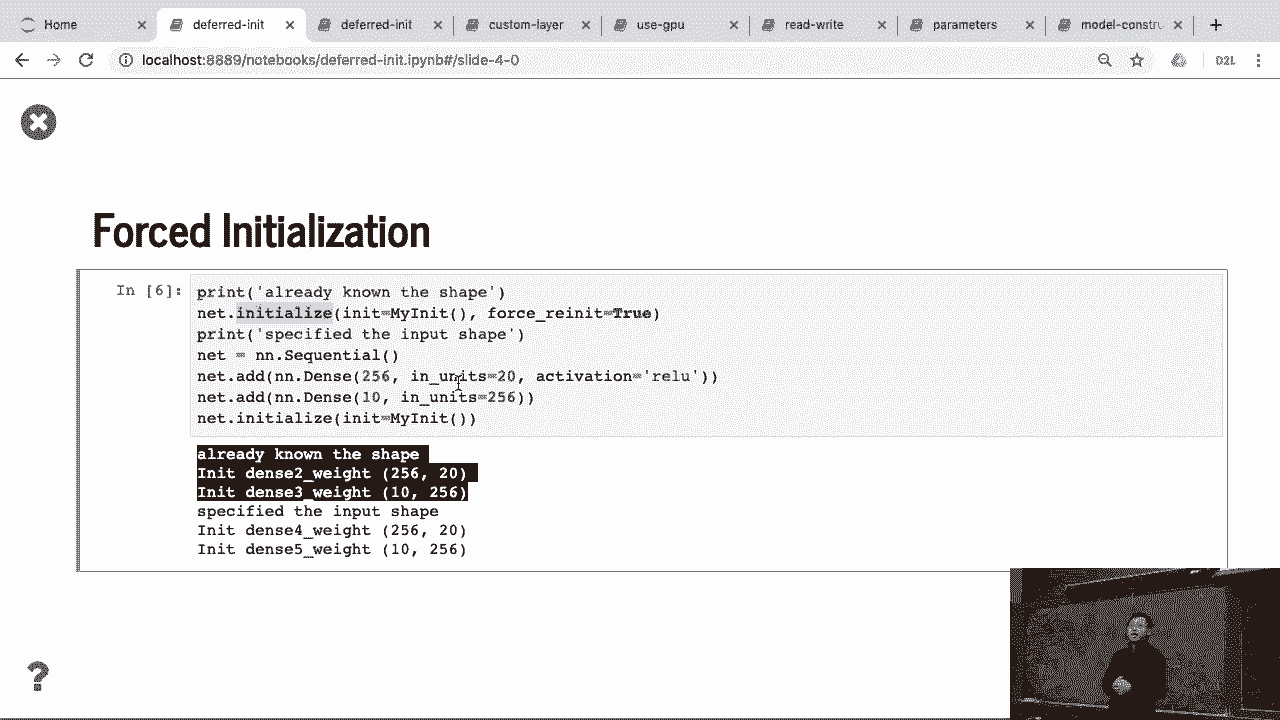 Home
deferred-init
deferred-init
custom-layer
use-gpu
read-write
parameters
model-constru
localhost:8889/notebooks/deferred-init.ipynb#/slide-4-0
D2L
Forced Initialization
In [6]:
print('already known the shape')
net.initialize(init=MyInit(), force_reinit=True)
print('specified the input shape')
net = nn.Sequential()
net.add(nn.Dense(256, in_units=20, activation='relu'))
net.add(nn.Dense(10, in_units=256))
net.initialize(init=MyInit())
already known the shape
Init dense2_weight (256, 20)
Init dense3_weight (10, 256)
specified the input shape
Init dense4_weight (256, 20)
Init dense5_weight (10, 256)
?